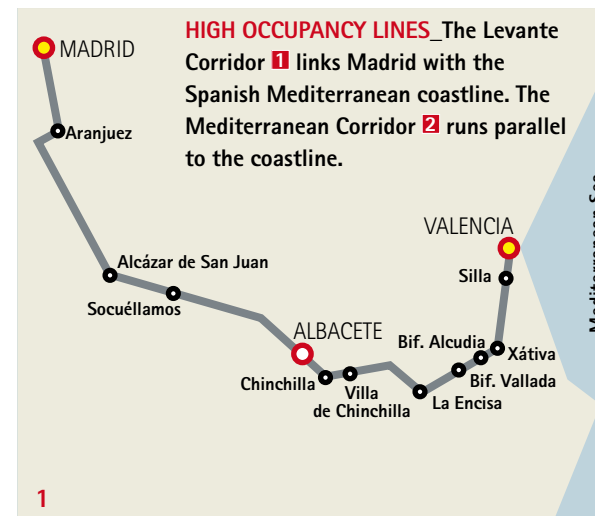 HIGH OCCUPANCY LINES_The Levante
Corridor 1 links Madrid with the
Spanish Mediterranean coastline. The
Mediterranean Corridor 2 runs parallel
to the coastline.
MADRID
Aranjuez
Alcázar de San Juan
Socuéllamos
ALBACETE
Chinchilla
Villa
de Chinchilla
La Encisa
Bif. Vallada
Bif. Alcudia
Xátiva
Silla
VALENCIA
Mediterranean Sea
1